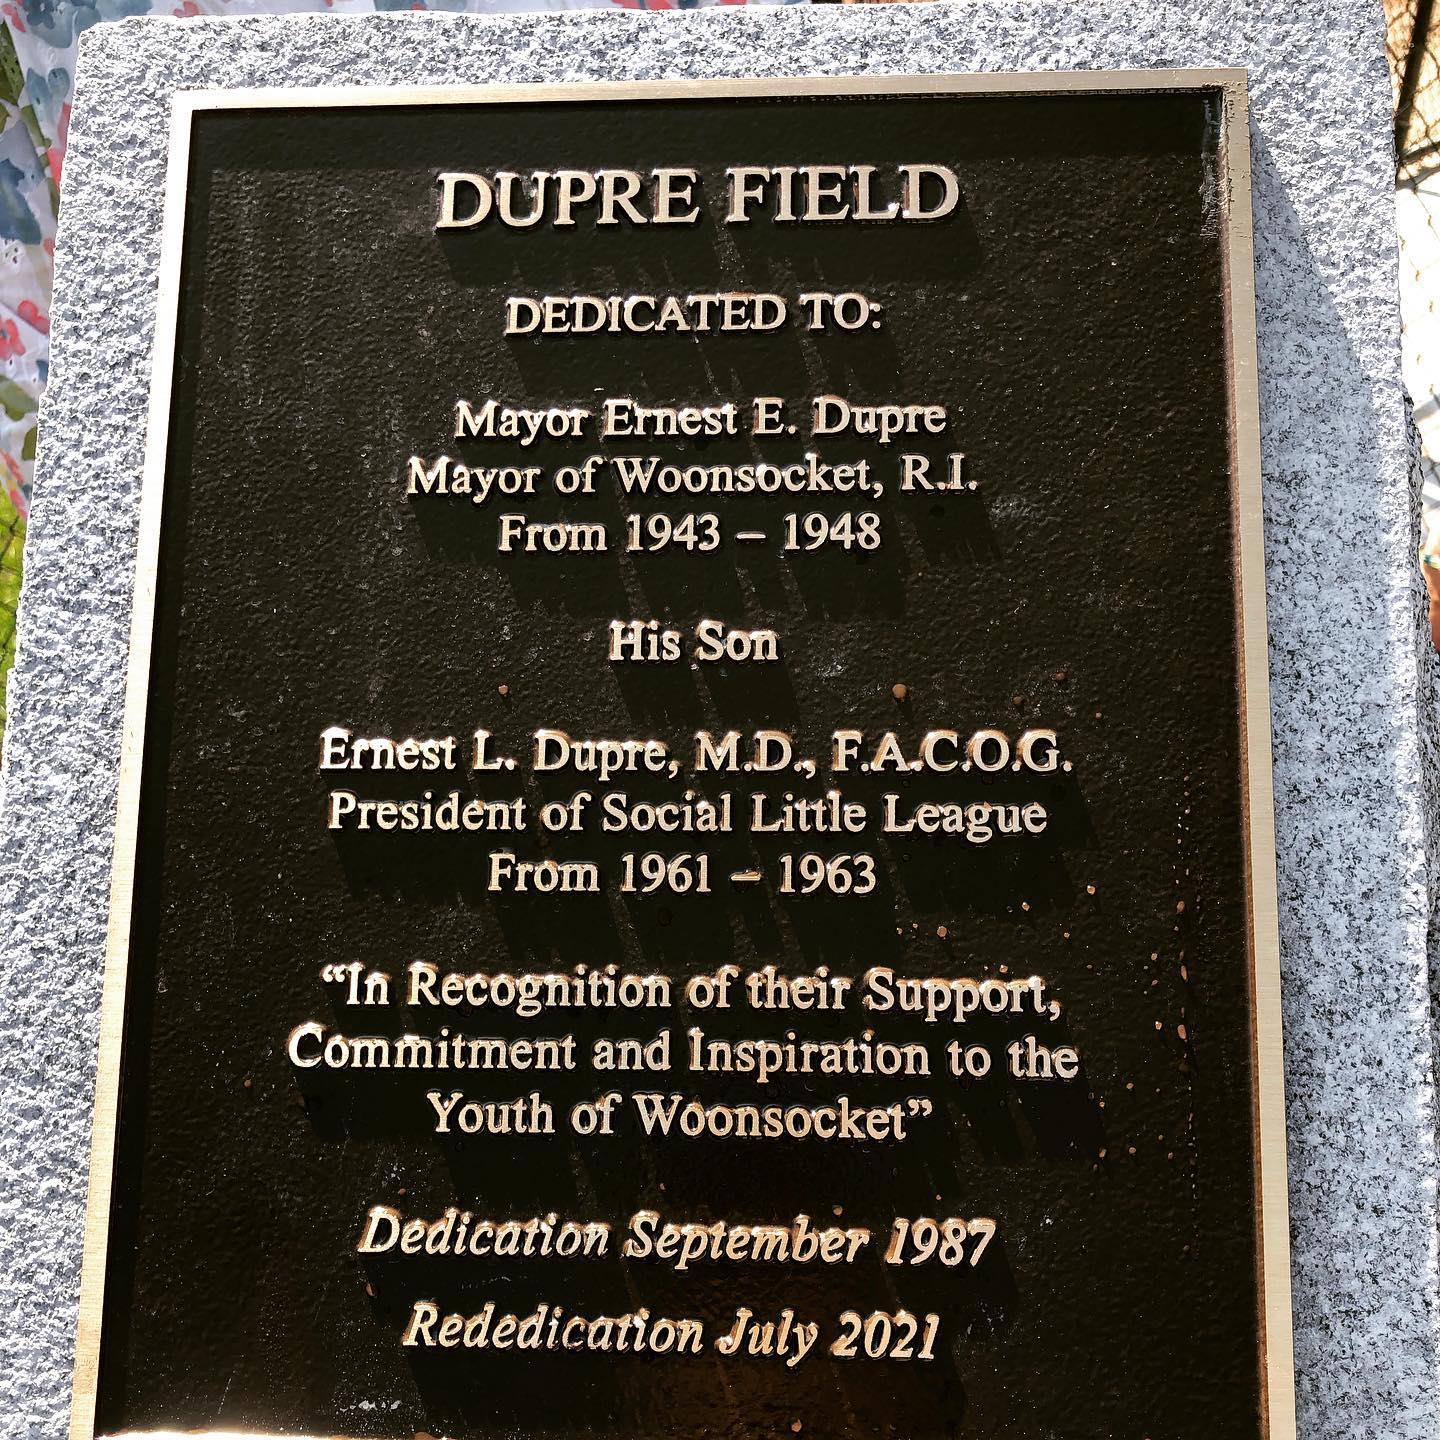 DUPRE FIELD
DEDICATED TO:
Mayor Ernest E. Dupre
Mayor of Woonsocket, R.I.
From 1943 – 1948
His Son
Ernest L. Dupre, M.D., F.A.C.O.G.
President of Social Little League
From 1961 – 1963
“In Recognition of their Support,
Commitment and Inspiration to the
Youth of Woonsocket”
Dedication September 1987
Rededication July 2021